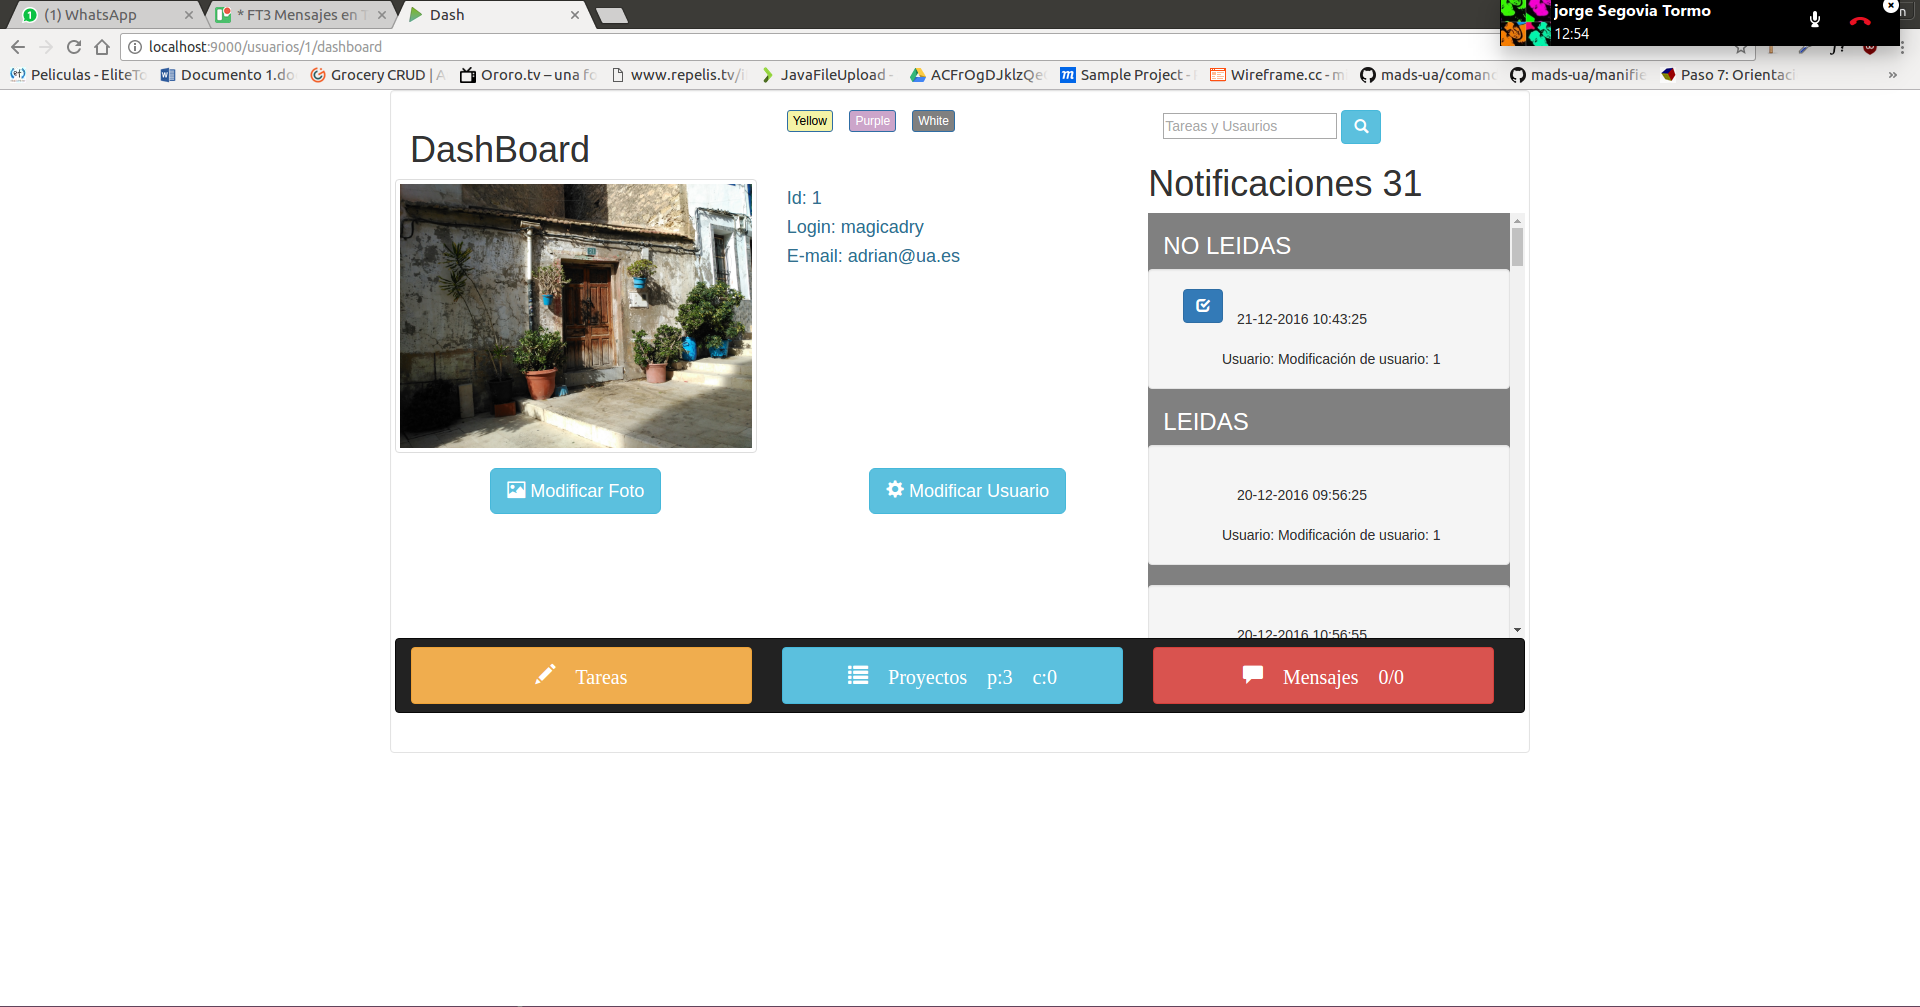 (1) WhatsApp
* FT3 Mensajes en T
Dash
jorge Segovia Tormo
12:54
localhost:9000/usuarios/1/dashboard
Peliculas - EliteTo
Documento 1.do
Grocery CRUD | A
Ororo.tv – una fo
www.repelis.tv/i
JavaFileUpload -
ACFrOgDJklzQe
Sample Project -
Wireframe.cc - m
mads-ua/coman
mads-ua/manifie
Paso 7: Orientaci
»
DashBoard
Yellow
Purple
White
Id: 1
Login: magicadry
E-mail: adrian@ua.es
Modificar Foto
Modificar Usuario
Tareas y Usaurios
Notificaciones 31
NO LEIDAS
21-12-2016 10:43:25
Usuario: Modificación de usuario: 1
LEIDAS
20-12-2016 09:56:25
Usuario: Modificación de usuario: 1
20-12-2016 10:56:55
Tareas
Proyectos p:3 c:0
Mensajes 0/0